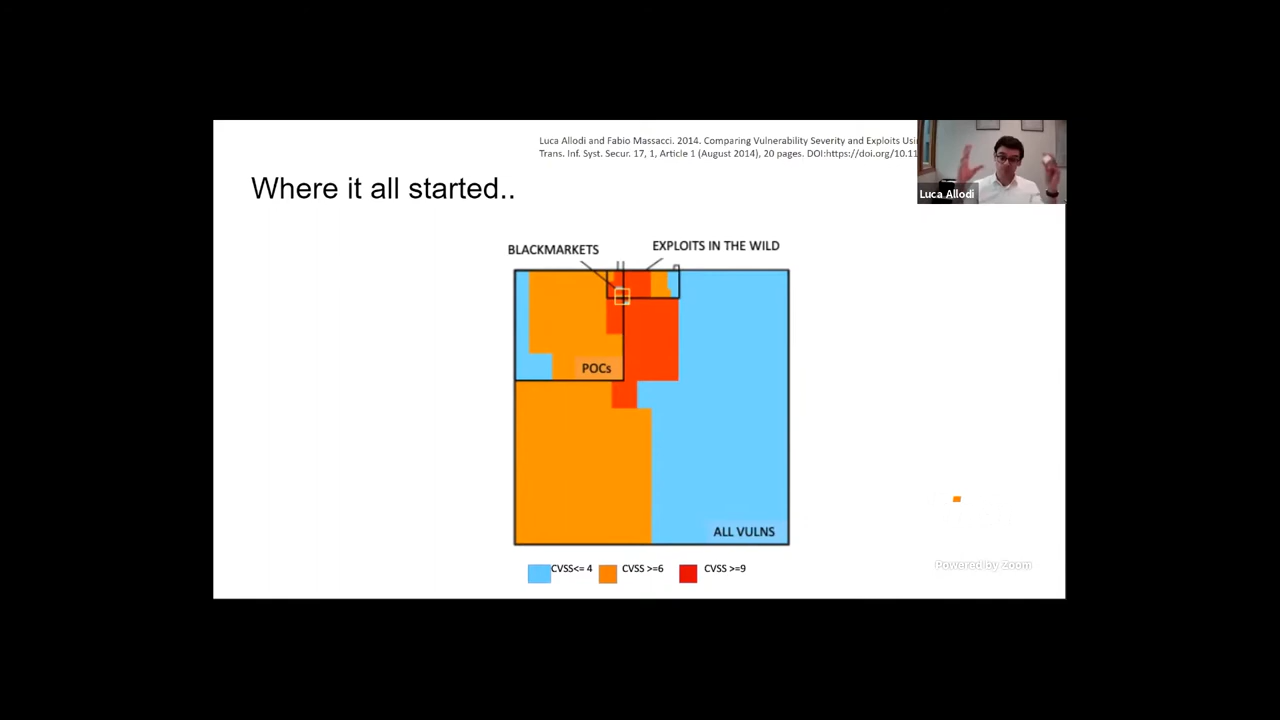 Luca Allodi and Fabio Massacci. 2014. Comparing Vulnerability Severity and Exploits
Trans. Inf. Syst. Secur. 17, 1, Article 1 (August 2014), 20 pages. DOI:https://doi.org/10.11
Luca Allodi
Where it all started..
BLACKMARKETS
EXPLOITS IN THE WILD
POCs
ALL VULNS
CVSS<= 4
CVSS >=6
CVSS >=9
Powered by Zoom